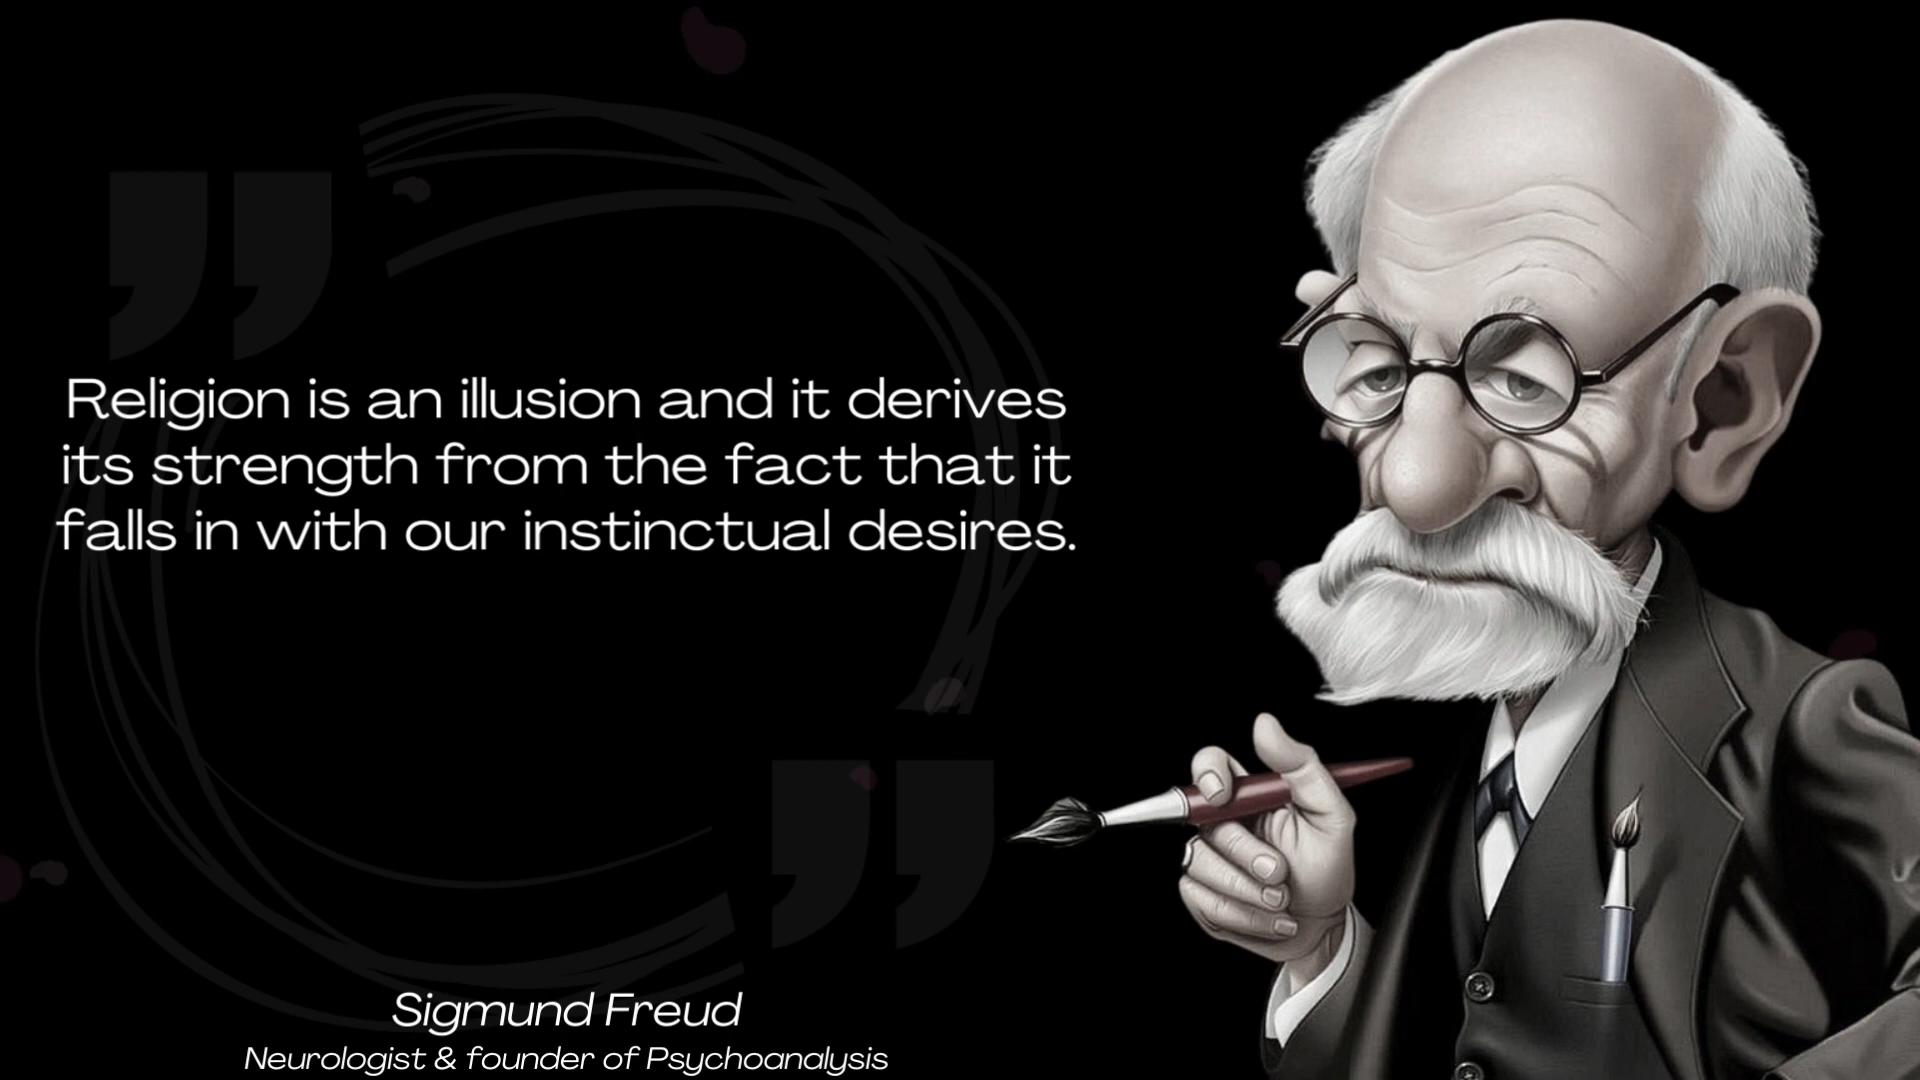 Religion is an illusion and it derives
its strength from the fact that it
falls in with our instinctual desires.
Sigmund Freud
Neurologist & founder of Psychoanalysis